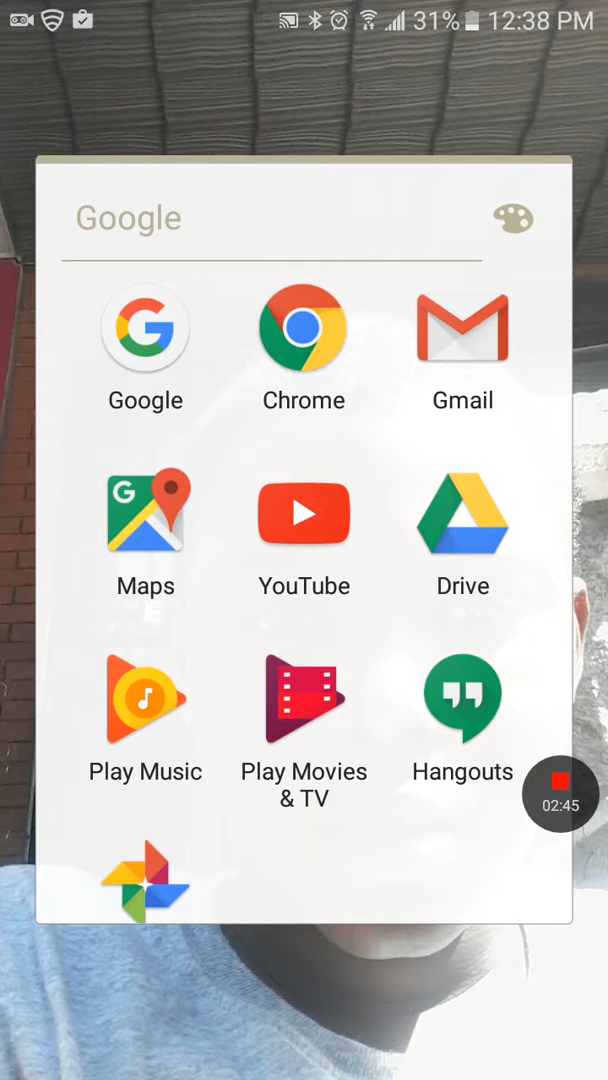 31% 12:38 PM
Google
Google Chrome Gmail
Maps YouTube Drive
Play Music Play Movies & TV Hangouts
02:45